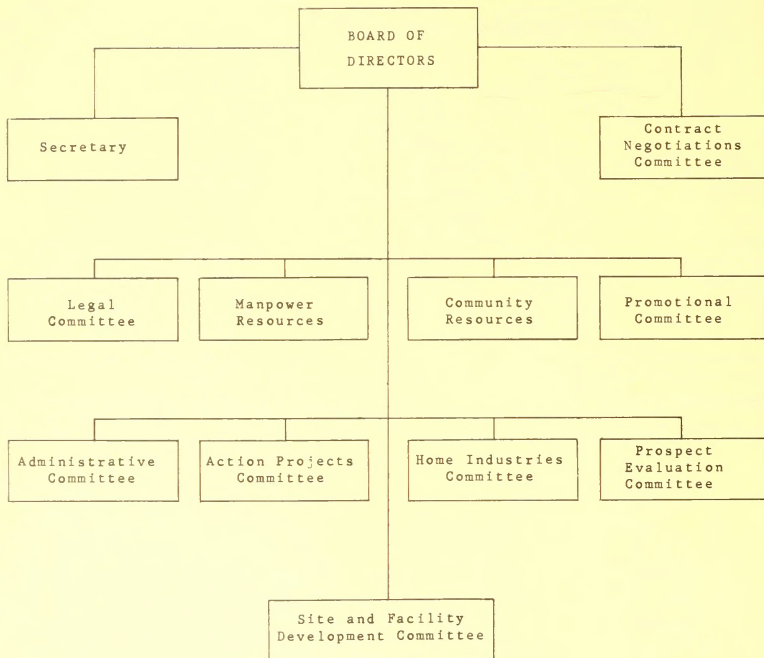 BOARD OF
DIRECTORS
Secretary
Contract
Negotiations
Committee
Legal
Committee
Manpower
Resources
Community
Resources
Promotional
Committee
Administrative
Committee
Action Projects
Committee
Home Industries
Committee
Prospect
Evaluation
Committee
Site and Facility
Development Committee